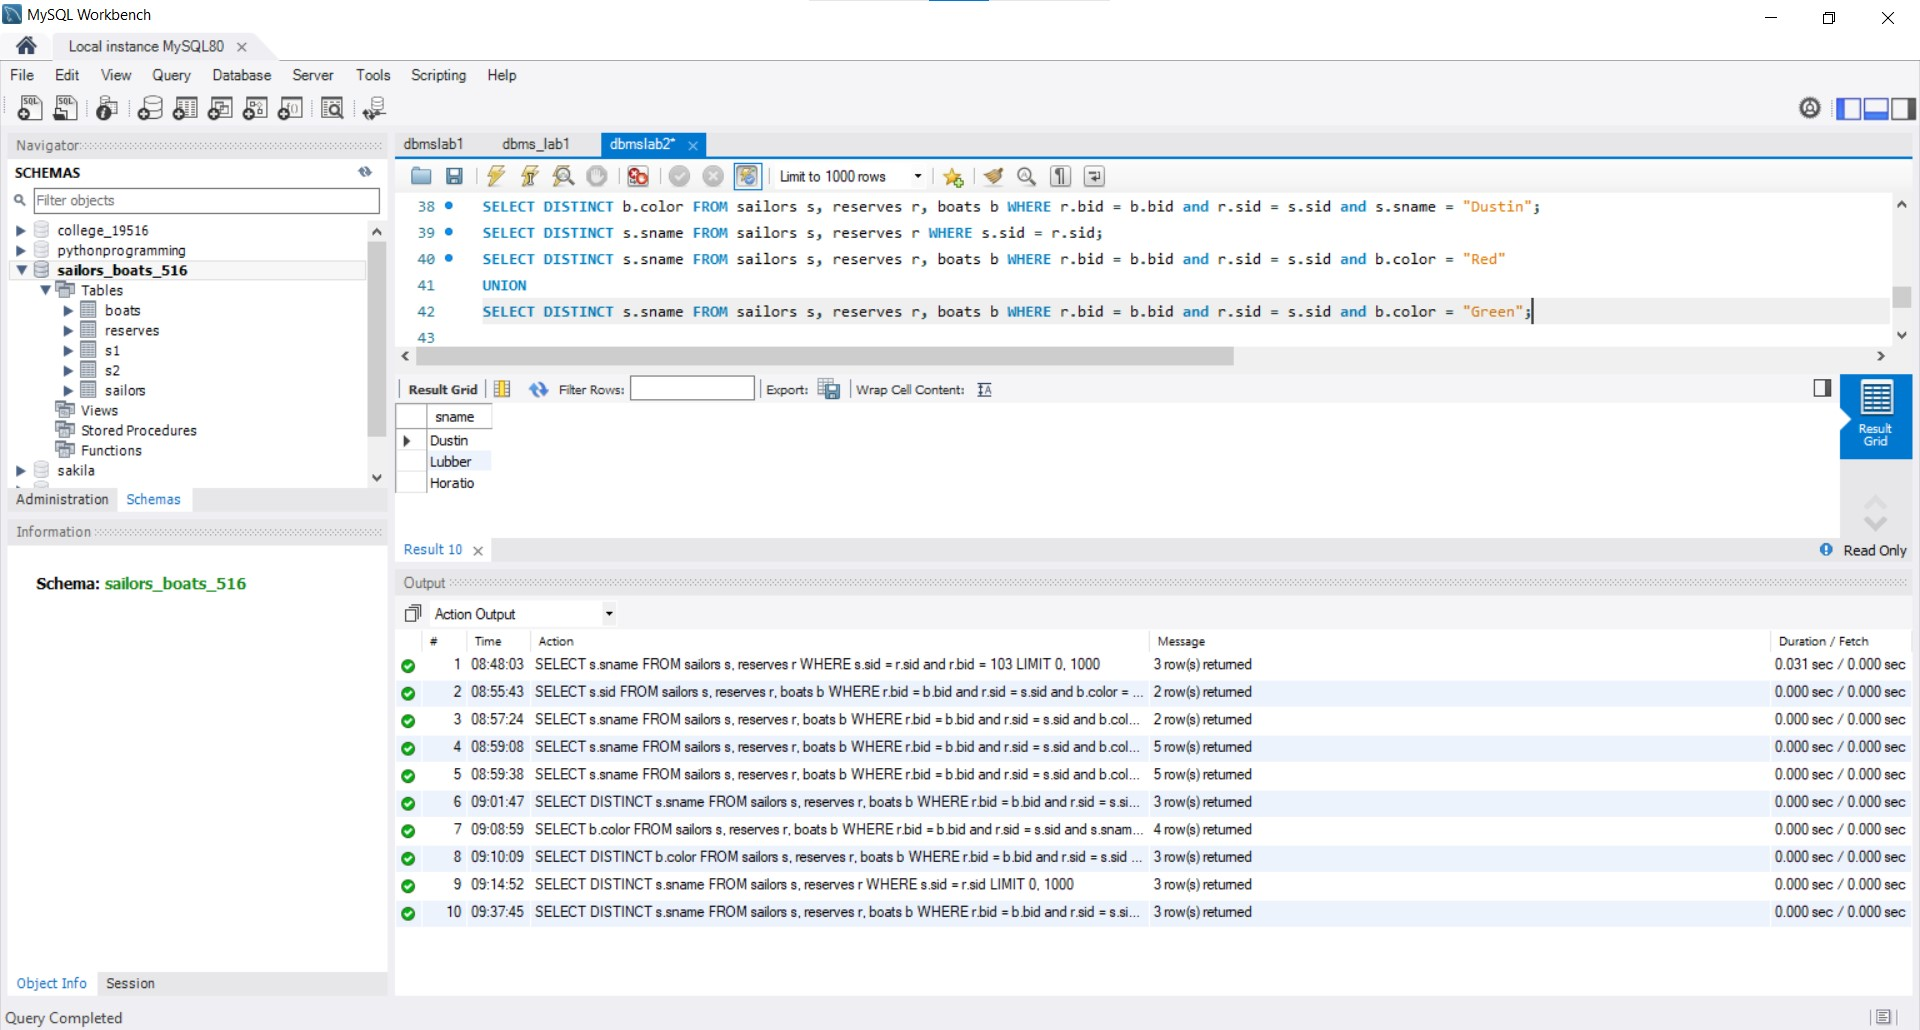 MySQL Workbench
Local instance MySQL80
File Edit View Query Database Server Tools Scripting Help
Navigator
SCHEMAS
Filter objects
college_19516
pythonprogramming
sailors_boats_516
Tables
boats
reserves
s1
s2
sailors
Views
Stored Procedures
Functions
sakila
Administration Schemas
Information
Schema: sailors_boats_516
Object Info Session
Query Completed
dbmslab1 dbms_lab1 dbmslab2*
Limit to 1000 rows
38 SELECT DISTINCT b.color FROM sailors s, reserves r, boats b WHERE r.bid = b.bid and r.sid = s.sid and s.sname = "Dustin";
39 SELECT DISTINCT s.sname FROM sailors s, reserves r WHERE s.sid = r.sid;
40 SELECT DISTINCT s.sname FROM sailors s, reserves r, boats b WHERE r.bid = b.bid and r.sid = s.sid and b.color = "Red"
41 UNION
42 SELECT DISTINCT s.sname FROM sailors s, reserves r, boats b WHERE r.bid = b.bid and r.sid = s.sid and b.color = "Green";
43
Result Grid Filter Rows: Export: Wrap Cell Content:
sname
Dustin
Lubber
Horatio
Result Grid
Result 10
Read Only
Output
Action Output
# Time Action Message Duration / Fetch
1 08:48:03 SELECT s.sname FROM sailors s, reserves r WHERE s.sid = r.sid and r.bid = 103 LIMIT 0, 1000 3 row(s) returned 0.031 sec / 0.000 sec
2 08:55:43 SELECT s.sid FROM sailors s, reserves r, boats b WHERE r.bid = b.bid and r.sid = s.sid and b.color = ... 2 row(s) returned 0.000 sec / 0.000 sec
3 08:57:24 SELECT s.sname FROM sailors s, reserves r, boats b WHERE r.bid = b.bid and r.sid = s.sid and b.col... 2 row(s) returned 0.000 sec / 0.000 sec
4 08:59:08 SELECT s.sname FROM sailors s, reserves r, boats b WHERE r.bid = b.bid and r.sid = s.sid and b.col... 5 row(s) returned 0.000 sec / 0.000 sec
5 08:59:38 SELECT s.sname FROM sailors s, reserves r, boats b WHERE r.bid = b.bid and r.sid = s.sid and b.col... 5 row(s) returned 0.000 sec / 0.000 sec
6 09:01:47 SELECT DISTINCT s.sname FROM sailors s, reserves r, boats b WHERE r.bid = b.bid and r.sid = s.si... 3 row(s) returned 0.000 sec / 0.000 sec
7 09:08:59 SELECT b.color FROM sailors s, reserves r, boats b WHERE r.bid = b.bid and r.sid = s.sid and s.snam... 4 row(s) returned 0.000 sec / 0.000 sec
8 09:10:09 SELECT DISTINCT b.color FROM sailors s, reserves r, boats b WHERE r.bid = b.bid and r.sid = s.sid ... 3 row(s) returned 0.000 sec / 0.000 sec
9 09:14:52 SELECT DISTINCT s.sname FROM sailors s, reserves r WHERE s.sid = r.sid LIMIT 0, 1000 3 row(s) returned 0.000 sec / 0.000 sec
10 09:37:45 SELECT DISTINCT s.sname FROM sailors s, reserves r, boats b WHERE r.bid = b.bid and r.sid = s.si... 3 row(s) returned 0.000 sec / 0.000 sec